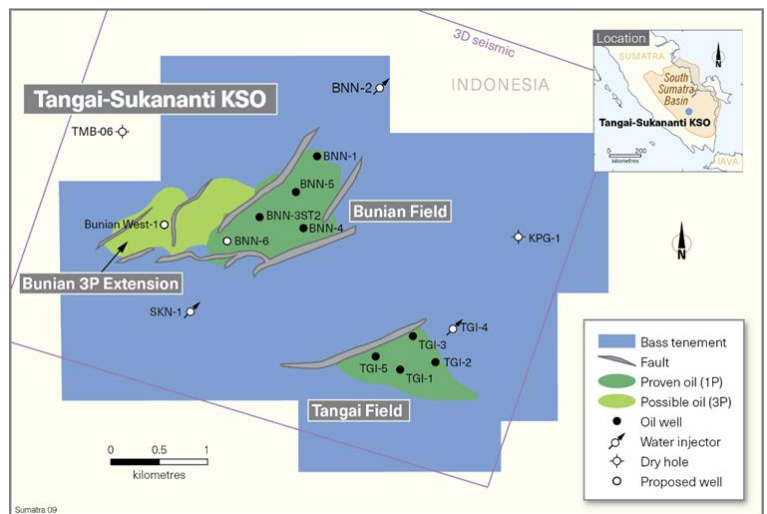 3D seismic
Location
SUMATRA
N
South
Sumatra
Basin
Tangai-Sukananti KSO
0 200
kilometres
JAVA
BNN-2
INDONESIA
Tangai-Sukananti KSO
TMB-06
BNN-1
BNN-5
Bunian Field
BNN-3ST2
Bunian West-1
BNN-4
BNN-6
KPG-1
N
Bunian 3P Extension
SKN-1
TGI-4
TGI-3
TGI-5
TGI-2
TGI-1
Tangai Field
Bass tenement
Fault
Proven oil (1P)
Possible oil (3P)
Oil well
Water injector
Dry hole
Proposed well
0 0.5 1
kilometres
Sumatra 09